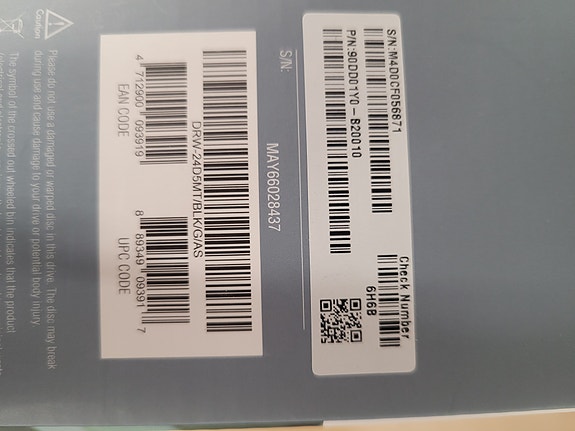 S/N:M4D0CF056871
P/N:90DD01Y0-B20010
Check Number
6H6B
S/N:
MAY66028437
DRW-24D5MT/BLK/G/AS
4 712900 093919
EAN CODE
8 89349 09391 7
UPC CODE
Caution
Please do not use a damaged or warped disc in this drive. The disc may break
during use and cause damage to your drive or potential body injury.
The symbol of the crossed out wheeled bin indicates that the product